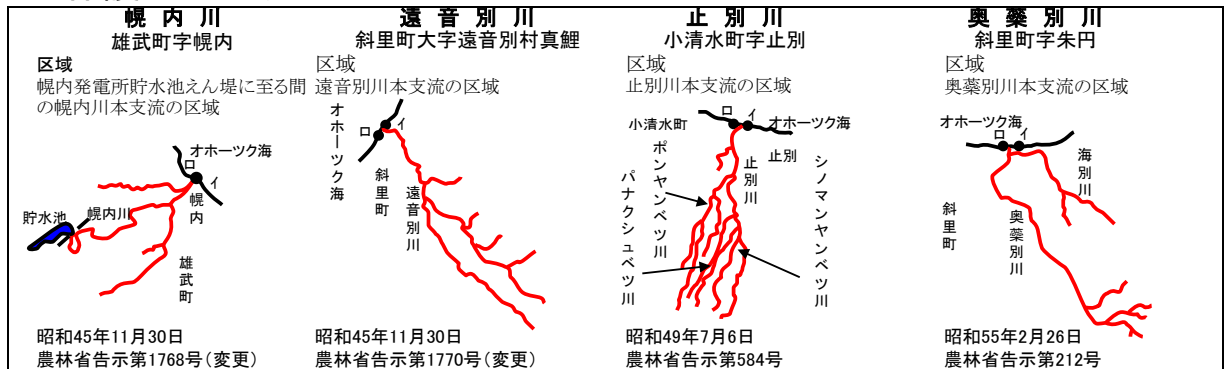 幌内川
雄武町字幌内
区域
幌内発電所貯水池えん堤に至る間
の幌内川本支流の区域
オホーツク海
ロ
イ
幌内
幌内川
貯水池
雄武町
昭和45年11月30日
農林省告示第1768号(変更)
遠音別川
斜里町大字遠音別村真鯉
区域
遠音別川本支流の区域
オホーツク海
ロ
イ
斜里町
遠音別川
昭和45年11月30日
農林省告示第1770号(変更)
止別川
小清水町字止別
区域
止別川本支流の区域
小清水町
ロ
イ
オホーツク海
止別
止別川
ポンヤンベツ川
パナクシュベツ川
シノマンヤンベツ川
昭和49年7月6日
農林省告示第584号
奥蘂別川
斜里町字朱円
区域
奥蘂別川本支流の区域
オホーツク海
ロ
イ
海別川
斜里町
奥蘂別川
昭和55年2月26日
農林省告示第212号